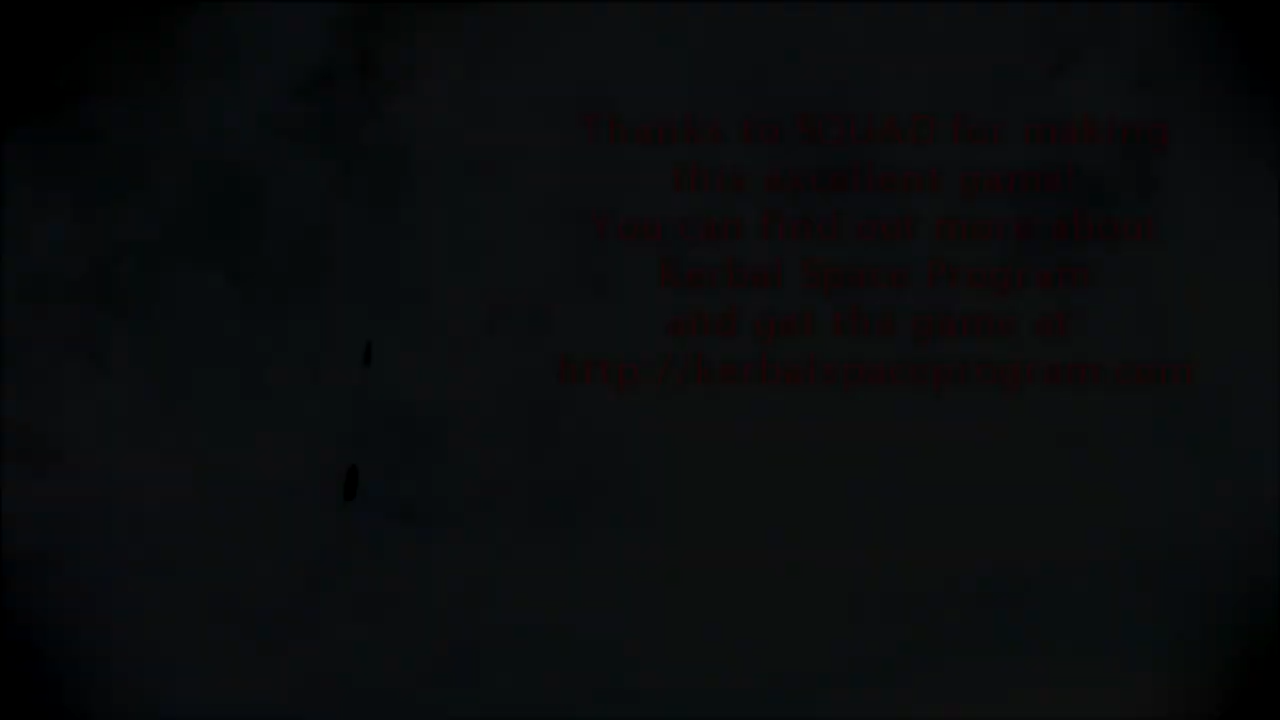 Thanks to SQUAD for making
this excellent game!
You can find out more about
Kerbal Space Program
and get the game at
http://kerbalspaceprogram.com